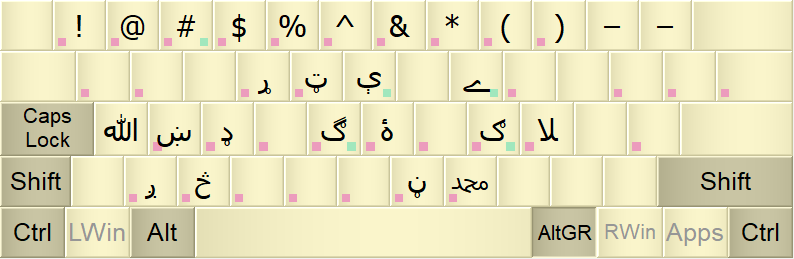 ! @ # $ % ^ & * ( ) – –
ړ ټ ې ے
Caps Lock ﷲ ښ ډ ګ ۀ ګ ﻼ
Shift ږ څ ڼ ﷴ Shift
Ctrl LWin Alt AltGR RWin Apps Ctrl